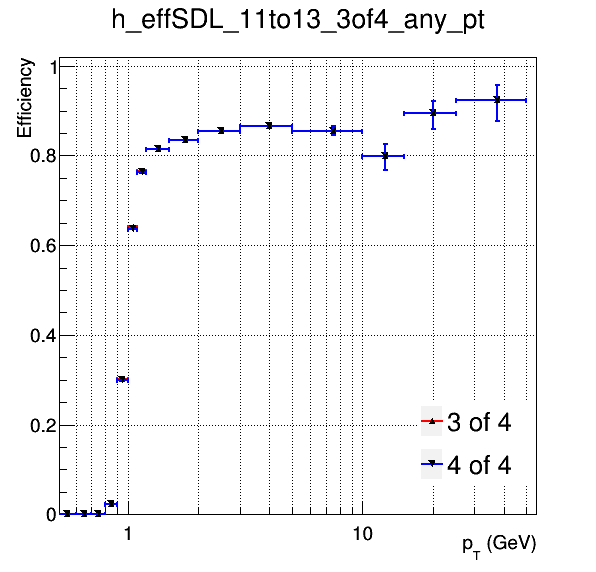 h_effSDL_11to13_3of4_any_pt
Efficiency
1
0.8
0.6
0.4
0.2
0
3 of 4
4 of 4
1 10
p_T (GeV)